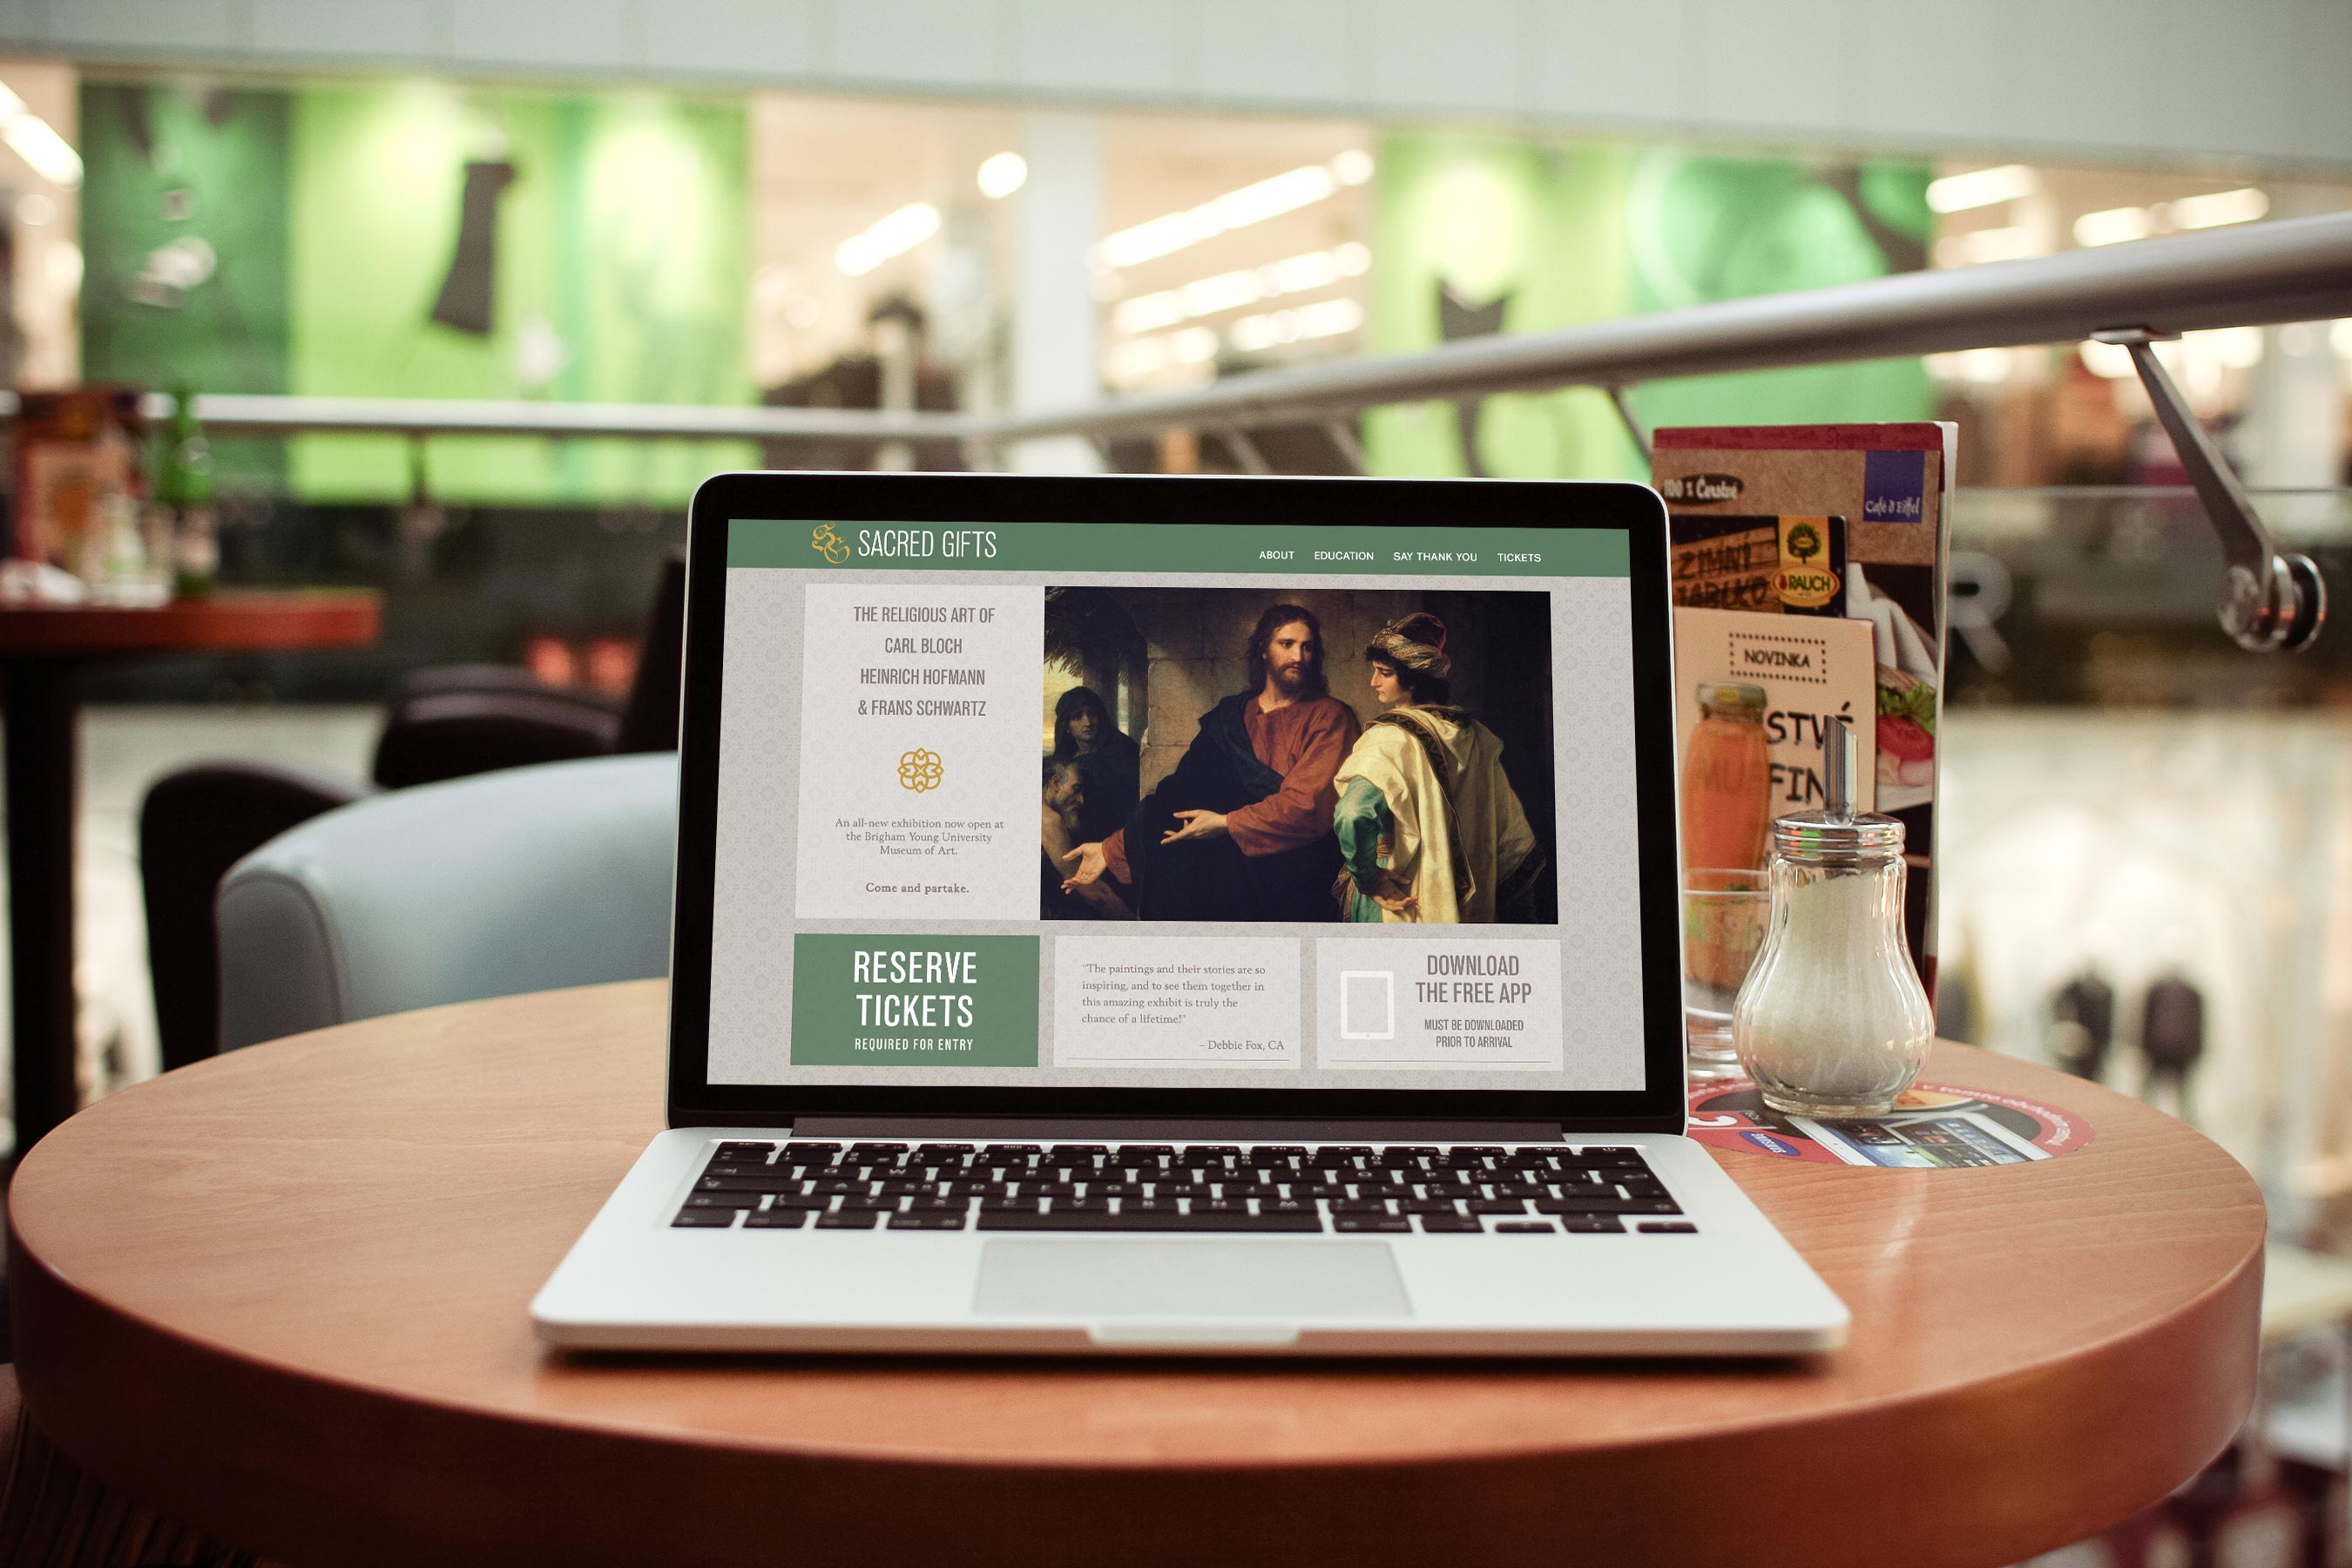 SACRED GIFTS
ABOUT EDUCATION SAY THANK YOU TICKETS
THE RELIGIOUS ART OF
CARL BLOCH
HEINRICH HOFMANN
& FRANS SCHWARTZ
An all-new exhibition now open at
the Brigham Young University
Museum of Art.
Come and partake.
RESERVE
TICKETS
REQUIRED FOR ENTRY
"The paintings and their stories are so
inspiring, and to see them together in
this amazing exhibit is truly the
chance of a lifetime!"
– Debbie Fox, CA
DOWNLOAD
THE FREE APP
MUST BE DOWNLOADED
PRIOR TO ARRIVAL
100 % Čerstvé
Café d'Eiffel
ZIMNÍ
JABLKO
RAUCH
NOVINKA
SAMSUNG